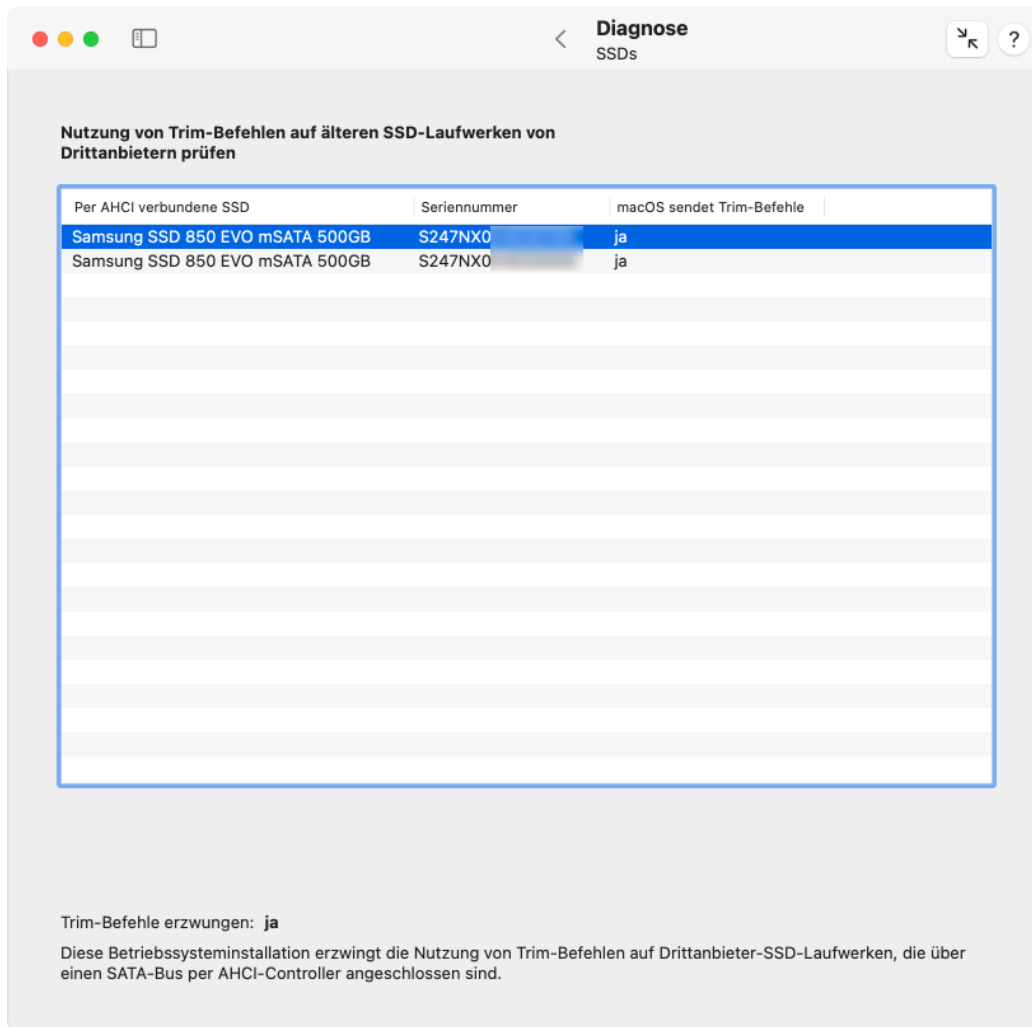 Diagnose
SSDs
?
Nutzung von Trim-Befehlen auf älteren SSD-Laufwerken von
Drittanbietern prüfen
Per AHCI verbundene SSD Seriennummer macOS sendet Trim-Befehle
Samsung SSD 850 EVO mSATA 500GB S247NX0 ja
Samsung SSD 850 EVO mSATA 500GB S247NX0 ja
Trim-Befehle erzwungen: ja
Diese Betriebssysteminstallation erzwingt die Nutzung von Trim-Befehlen auf Drittanbieter-SSD-Laufwerken, die über
einen SATA-Bus per AHCI-Controller angeschlossen sind.